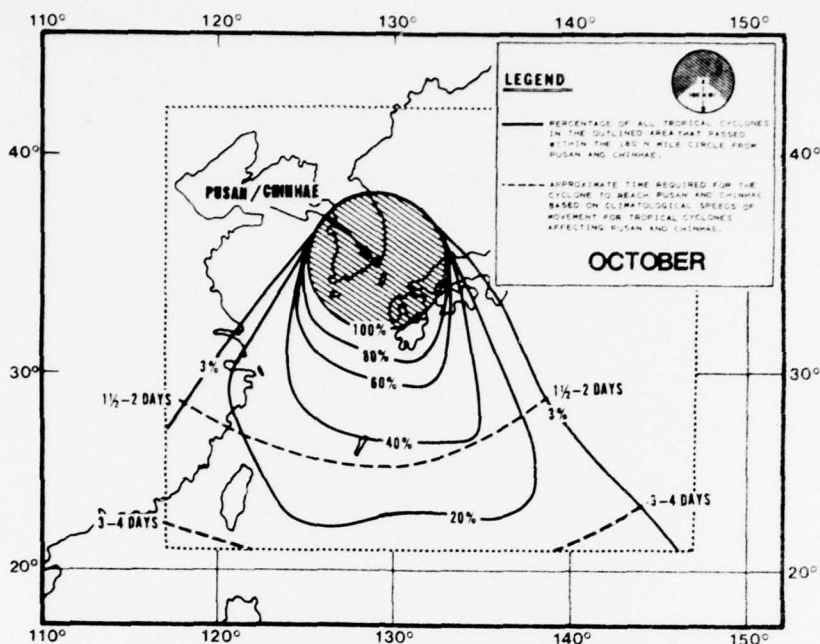 110°
120°
130°
140°
150°
LEGEND
PERCENTAGE OF ALL TROPICAL CYCLONES
IN THE OUTLINED AREA THAT PASSED
WITHIN THE 180 N MILE CIRCLE FROM
PUSAN AND CHINHAE.
APPROXIMATE TIME REQUIRED FOR THE
CYCLONE TO REACH PUSAN AND CHINHAE
BASED ON CLIMATOLOGICAL SPEEDS OF
MOVEMENT FOR TROPICAL CYCLONES
AFFECTING PUSAN AND CHINHAE.
OCTOBER
40°
40°
PUSAN/CHINHAE
100%
80%
3%
60%
30°
30°
1½-2 DAYS
1½-2 DAYS
3%
40%
3-4 DAYS
20%
3-4 DAYS
20°
20°
110°
120°
130°
140°
150°